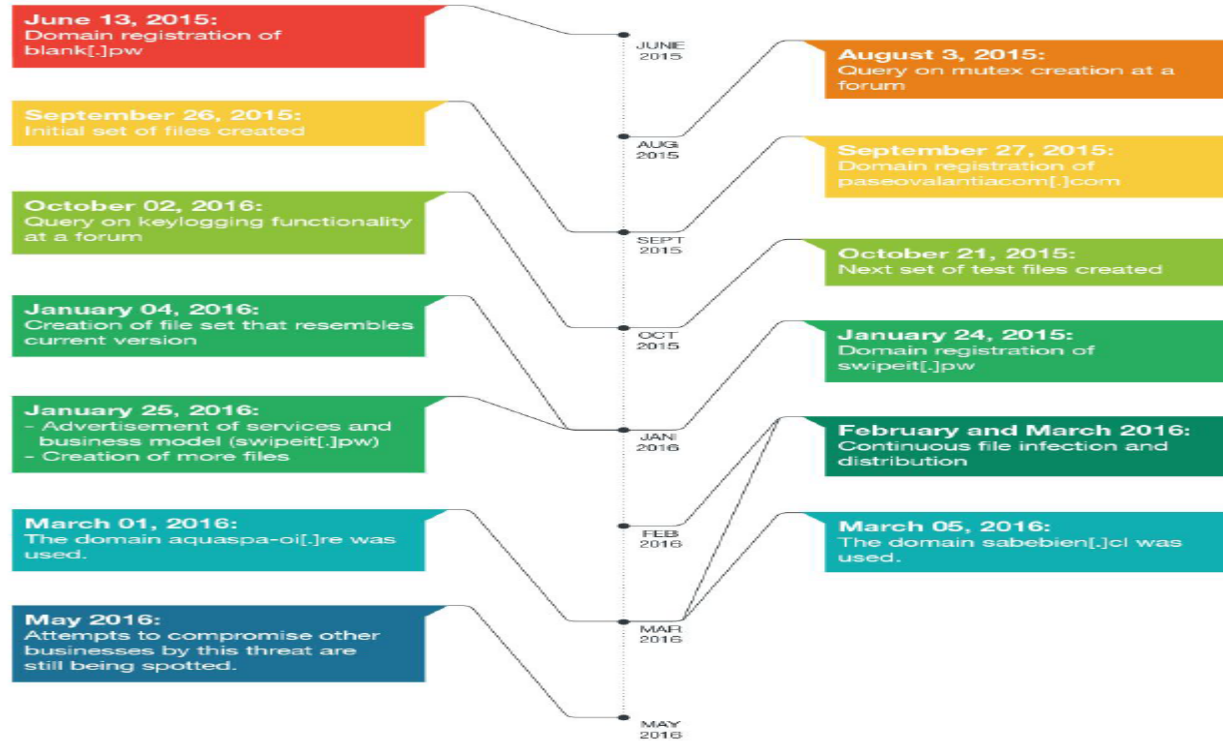 June 13, 2015:
Domain registration of
blank[.]pw
JUNE
2015
August 3, 2015:
Query on mutex creation at a
forum
AUG
2015
September 26, 2015:
Initial set of files created
September 27, 2015:
Domain registration of
paseovalantiacom[.]com
SEPT
2015
October 02, 2016:
Query on keylogging functionality
at a forum
October 21, 2015:
Next set of test files created
OCT
2015
January 04, 2016:
Creation of file set that resembles
current version
January 24, 2015:
Domain registration of
swipeit[.]pw
January 25, 2016:
- Advertisement of services and
business model (swipeit[.]pw)
- Creation of more files
JAN
2016
February and March 2016:
Continuous file infection and
distribution
FEB
2016
March 01, 2016:
The domain aquaspa-oi[.]re was
used.
March 05, 2016:
The domain sabebien[.]cl was
used.
MAR
2016
May 2016:
Attempts to compromise other
businesses by this threat are
still being spotted.
MAY
2016